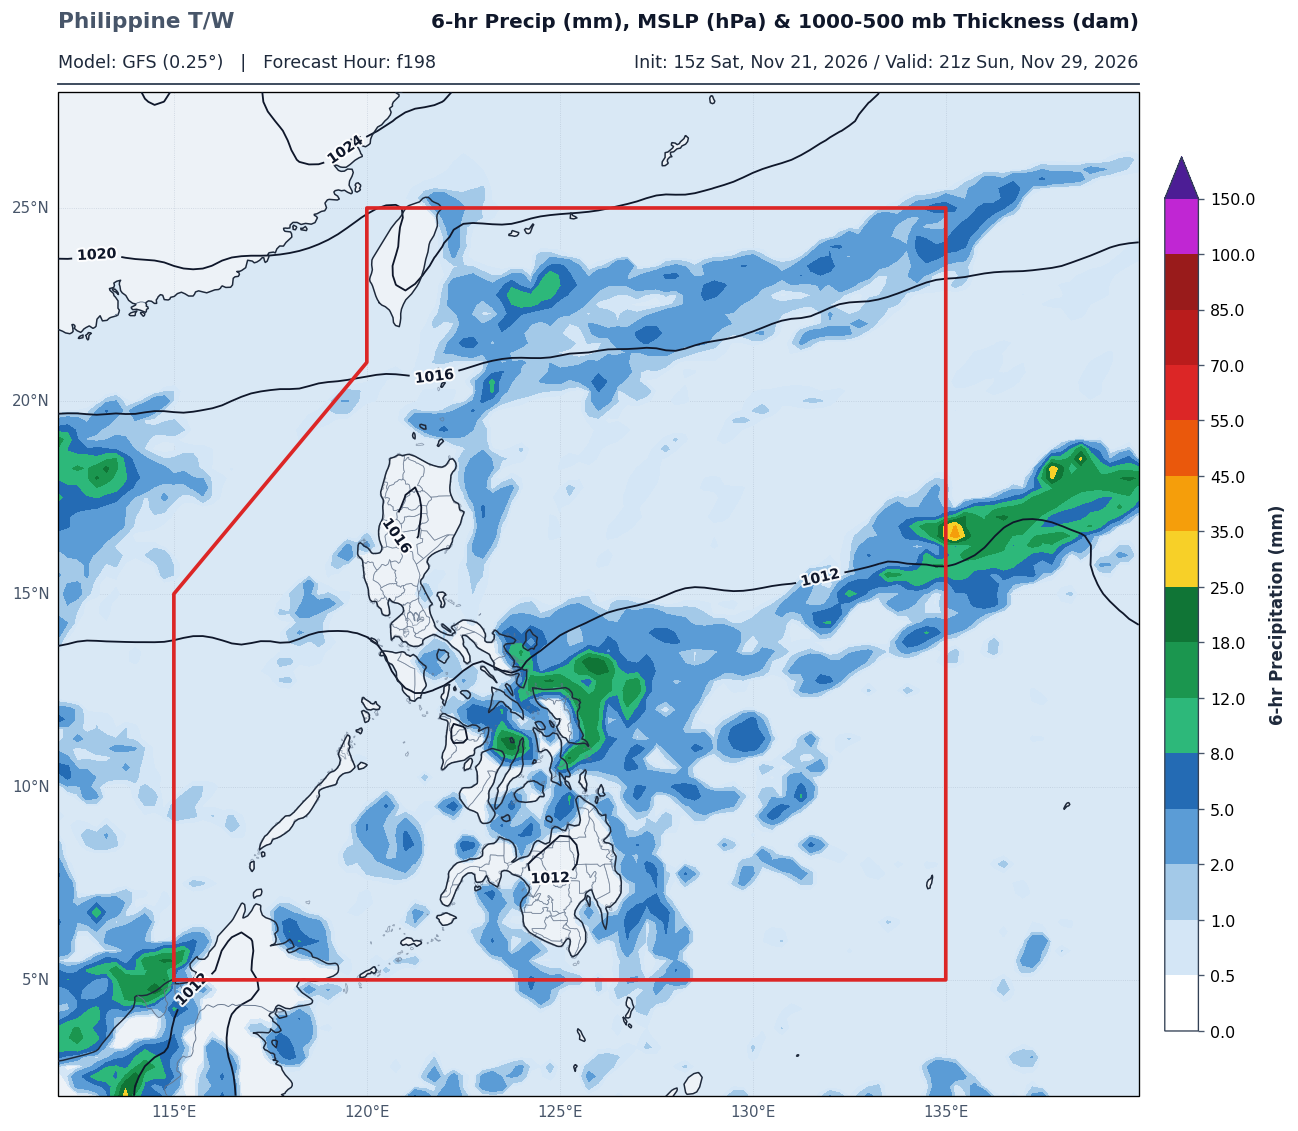 Philippine T/W
6-hr Precip (mm), MSLP (hPa) & 1000-500 mb Thickness (dam)
Model: GFS (0.25°) | Forecast Hour: f198
Init: 15z Sat, Nov 21, 2026 / Valid: 21z Sun, Nov 29, 2026
1024
25°N
1020
1016
20°N
1016
1012
15°N
10°N
1012
5°N
1012
115°E
120°E
125°E
130°E
135°E
150.0
100.0
85.0
70.0
55.0
45.0
35.0
25.0
18.0
12.0
8.0
5.0
2.0
1.0
0.5
0.0
6-hr Precipitation (mm)